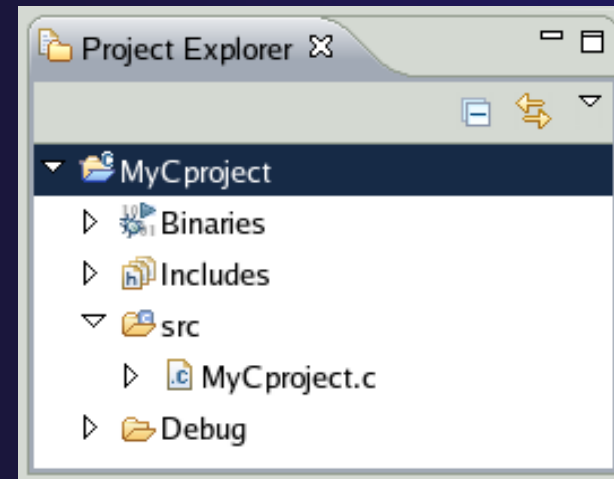 Project Explorer
MyCproject
Binaries
Includes
src
MyCproject.c
Debug